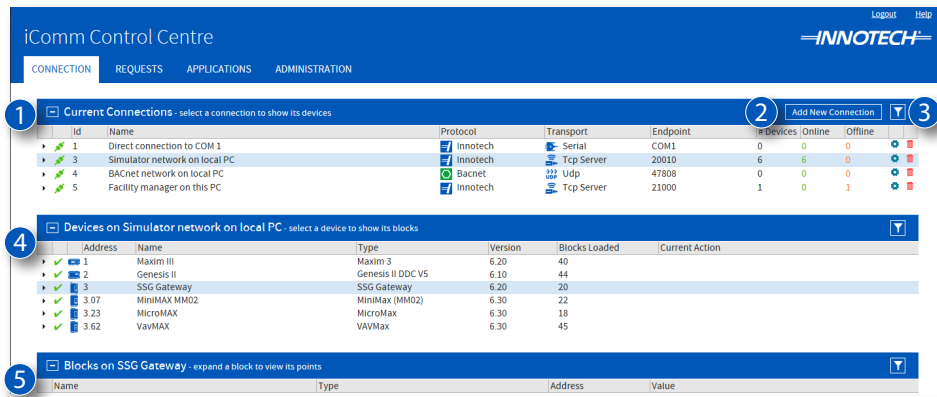 Logout Help
iComm Control Centre
INNOTECH
CONNECTION REQUESTS APPLICATIONS ADMINISTRATION
1 Current Connections - select a connection to show its devices 2 Add New Connection 3
Id Name Protocol Transport Endpoint # Devices Online Offline
1 Direct connection to COM 1 Innotech Serial COM1 0 0 0
3 Simulator network on local PC Innotech Tcp Server 20010 6 6 0
4 BACnet network on local PC Bacnet UDP Udp 47808 0 0 0
5 Facility manager on this PC Innotech Tcp Server 21000 1 0 1
4 Devices on Simulator network on local PC - select a device to show its blocks
Address Name Type Version Blocks Loaded Current Action
1 Maxim III Maxim 3 6.20 40
2 Genesis II Genesis II DDC V5 6.10 44
3 SSG Gateway SSG Gateway 6.20 20
3.07 MiniMAX MM02 MiniMax (MM02) 6.30 22
3.23 MicroMAX MicroMax 6.30 18
3.62 VavMAX VAVMax 6.30 45
5 Blocks on SSG Gateway - expand a block to view its points
Name Type Address Value